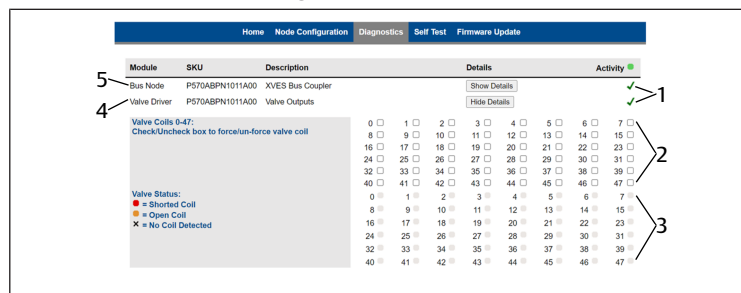 Home Node Configuration Diagnostics Self Test Firmware Update
Module SKU Description Details Activity
5 Bus Node P570ABPN1011A00 XVES Bus Coupler Show Details 1
4 Valve Driver P570ABPN1011A00 Valve Outputs Hide Details
Valve Coils 0-47: 0 1 2 3 4 5 6 7
Check/Uncheck box to force/un-force valve coil 8 9 10 11 12 13 14 15
16 17 18 19 20 21 22 23
2
24 25 26 27 28 29 30 31
32 33 34 35 36 37 38 39
40 41 42 43 44 45 46 47
Valve Status: 0 1 2 3 4 5 6 7
= Shorted Coil 8 9 10 11 12 13 14 15
= Open Coil
X = No Coil Detected 16 17 18 19 20 21 22 23
3
24 25 26 27 28 29 30 31
32 33 34 35 36 37 38 39
40 41 42 43 44 45 46 47